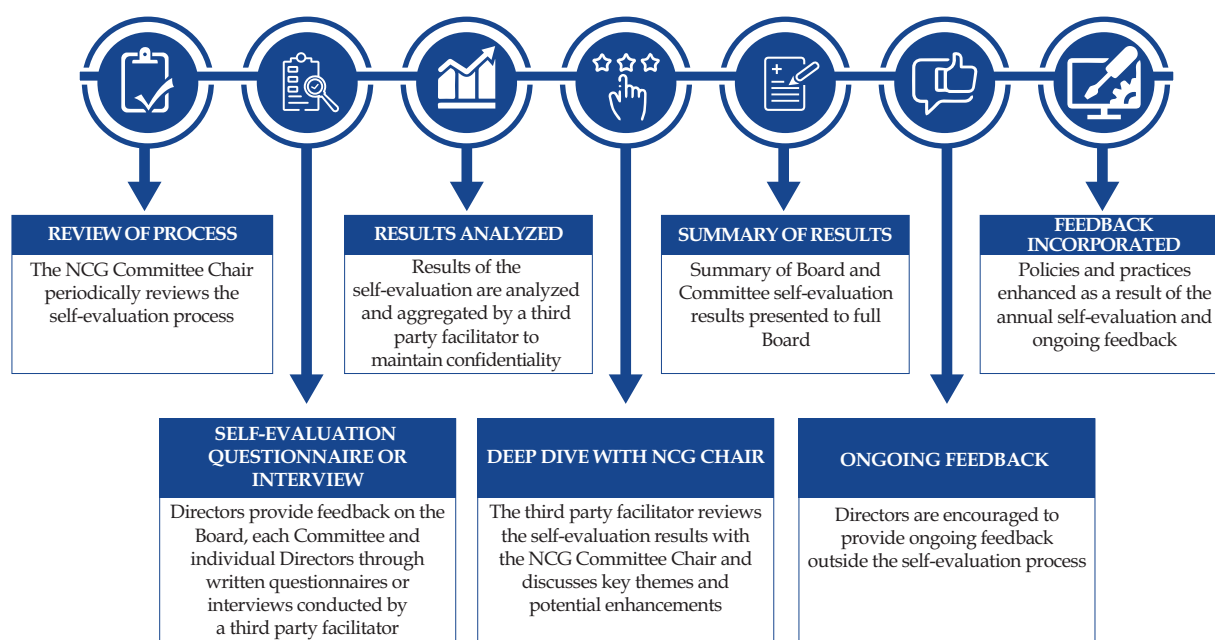 REVIEW OF PROCESS
The NCG Committee Chair
periodically reviews the
self-evaluation process
SELF-EVALUATION
QUESTIONNAIRE OR
INTERVIEW
Directors provide feedback on the
Board, each Committee and
individual Directors through
written questionnaires or
interviews conducted by
a third party facilitator
RESULTS ANALYZED
Results of the
self-evaluation are analyzed
and aggregated by a third
party facilitator to
maintain confidentiality
DEEP DIVE WITH NCG CHAIR
The third party facilitator reviews
the self-evaluation results with
the NCG Committee Chair and
discusses key themes and
potential enhancements
SUMMARY OF RESULTS
Summary of Board and
Committee self-evaluation
results presented to full
Board
ONGOING FEEDBACK
Directors are encouraged to
provide ongoing feedback
outside the self-evaluation process
FEEDBACK
INCORPORATED
Policies and practices
enhanced as a result of the
annual self-evaluation and
ongoing feedback